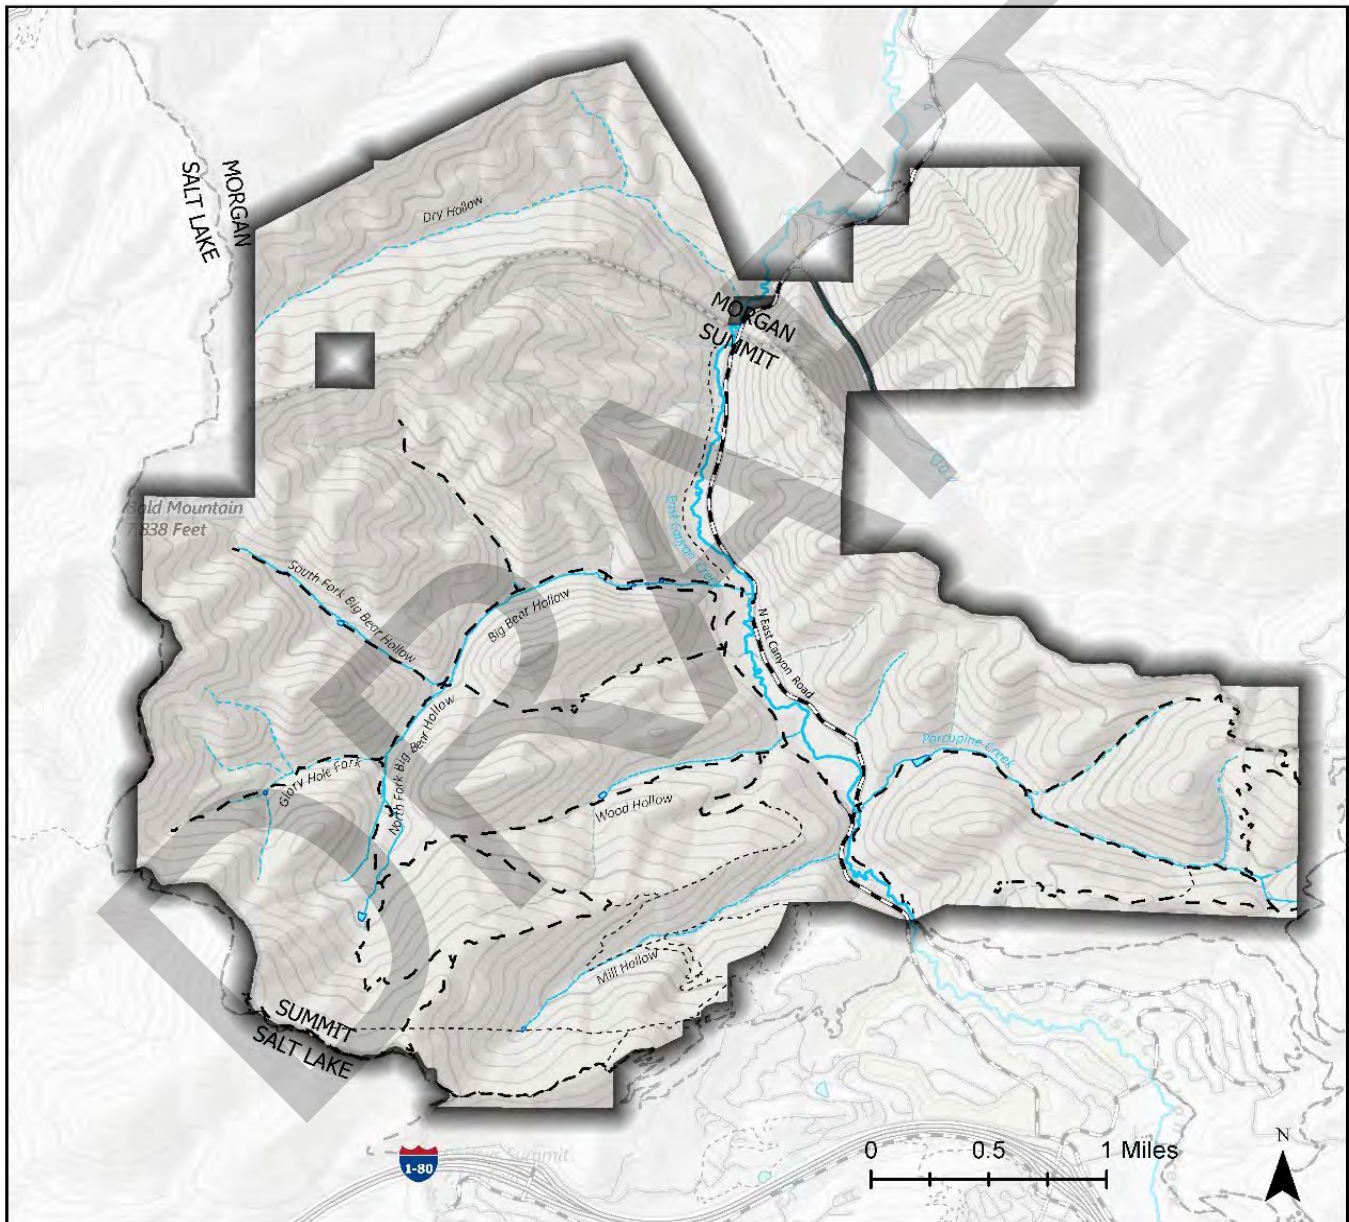 MORGAN
SALT LAKE
Dry Hollow
MORGAN
SUMMIT
Bald Mountain
7,838 Feet
East Canyon Creek
South Fork Big Bear Hollow
Big Bear Hollow
N East Canyon Road
North Fork Big Bear Hollow
Porcupine Creek
Glory Hole Fork
Wood Hollow
Mill Hollow
SUMMIT
SALT LAKE
East
Summit
I-80
0 0.5 1 Miles
N
DRAFT